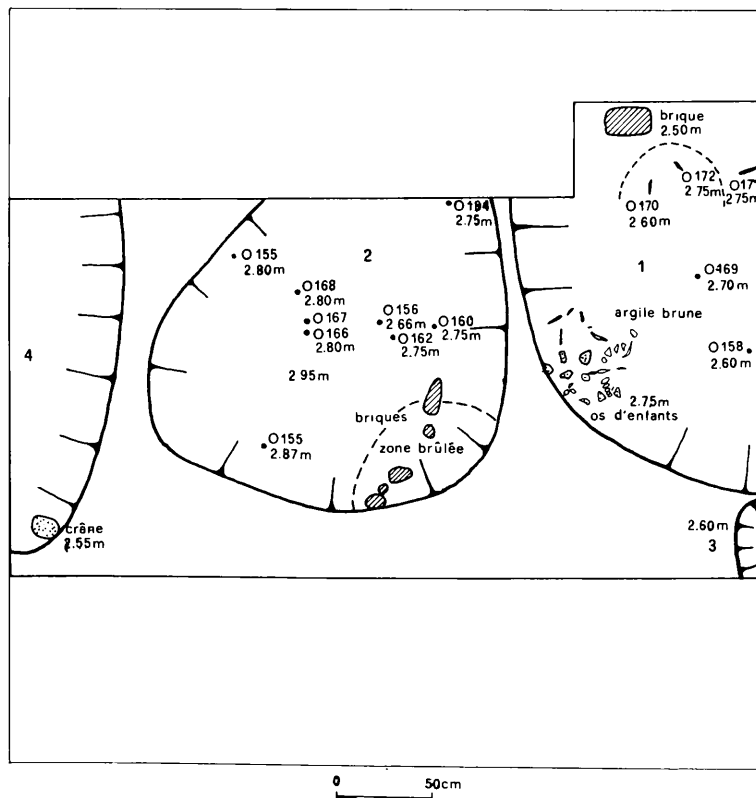 brique
2.50m
O 172
2 75m
O 17
2.75m
O 170
2.60m
O 194
2.75m
2
1
O 155
2.80m
O 168
2.80m
O 167
O 166
2.80m
O 156
2 66m
O 160
2.75m
O 162
2.75m
O 469
2.70m
argile brune
O 158
2.60m
4
2 95m
2.75m
os d'enfants
briques
zone brûlée
O 155
2.87m
crâne
2.55m
2.60m
3
0 50cm